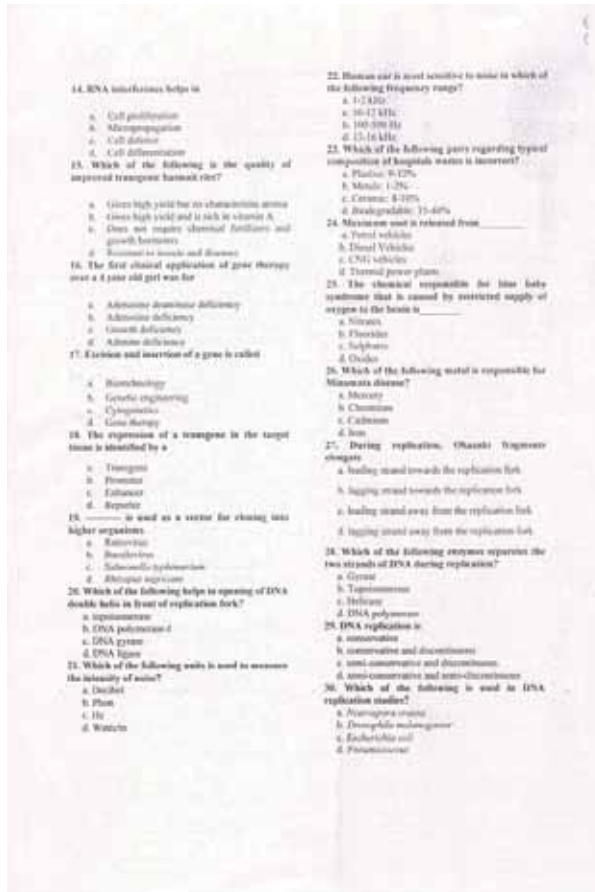 14. RNA interference helps in
a. Cell proliferation
b. Micropropagation
c. Cell defence
d. Cell differentiation
15. Which of the following is the quality of
improved transgenic basmati rice?
a. Gives high yield but no characteristic aroma
b. Gives high yield and is rich in vitamin A
c. Does not require chemical fertilizers and
growth hormones
d. Resistant to insects and diseases
16. The first clinical application of gene therapy
over a 4 year old girl was for
a. Adenosine deaminase deficiency
b. Adenosine deficiency
c. Growth deficiency
d. Adenine deficiency
17. Excision and insertion of a gene is called
a. Biotechnology
b. Genetic engineering
c. Cytogenetics
d. Gene therapy
18. The expression of a transgene in the target
tissue is identified by a
a. Transgene
b. Promoter
c. Enhancer
d. Reporter
19. ---------- is used as a vector for cloning into
higher organisms
a. Retrovirus
b. Baculovirus
c. Salmonella typhimurium
d. Rhizopus nigricans
20. Which of the following helps in opening of DNA
double helix in front of replication fork?
a. topoisomerase
b. DNA polymerase-I
c. DNA gyrase
d. DNA ligase
21. Which of the following units is used to measure
the intensity of noise?
a. Decibel
b. Phon
c. Hz
d. Watt/m
22. Human ear is most sensitive to noise in which of
the following frequency range?
a. 1-2 kHz
a. 10-12 kHz
b. 100-500 Hz
d. 12-16 kHz
23. Which of the following pairs regarding typical
composition of hospitals wastes is incorrect?
a. Plastic: 9-12%
b. Metals: 1-2%
c. Ceramic: 8-10%
d. Biodegradable: 35-40%
24. Maximum soot is released from________
a. Petrol vehicles
b. Diesel Vehicles
c. CNG vehicles
d. Thermal power plants
25. The chemical responsible for blue baby
syndrome that is caused by restricted supply of
oxygen to the brain is________
a. Nitrates
b. Fluorides
c. Sulphates
d. Oxides
26. Which of the following metal is responsible for
Minamata disease?
a. Mercury
b. Chromium
c. Cadmium
d. Iron
27. During replication, Okazaki fragments
elongate
a. leading strand towards the replication fork
b. lagging strand towards the replication fork
c. leading strand away from the replication fork
d. lagging strand away from the replication fork
28. Which of the following enzymes separates the
two strands of DNA during replication?
a. Gyrase
b. Topoisomerase
c. Helicase
d. DNA polymerase
29. DNA replication is
a. conservative
b. conservative and discontinuous
c. semi-conservative and discontinuous
d. semi-conservative and semi-discontinuous
30. Which of the following is used in DNA
replication studies?
a. Neurospora crassa
b. Drosophila melanogaster
c. Escherichia coli
d. Pneumococcus